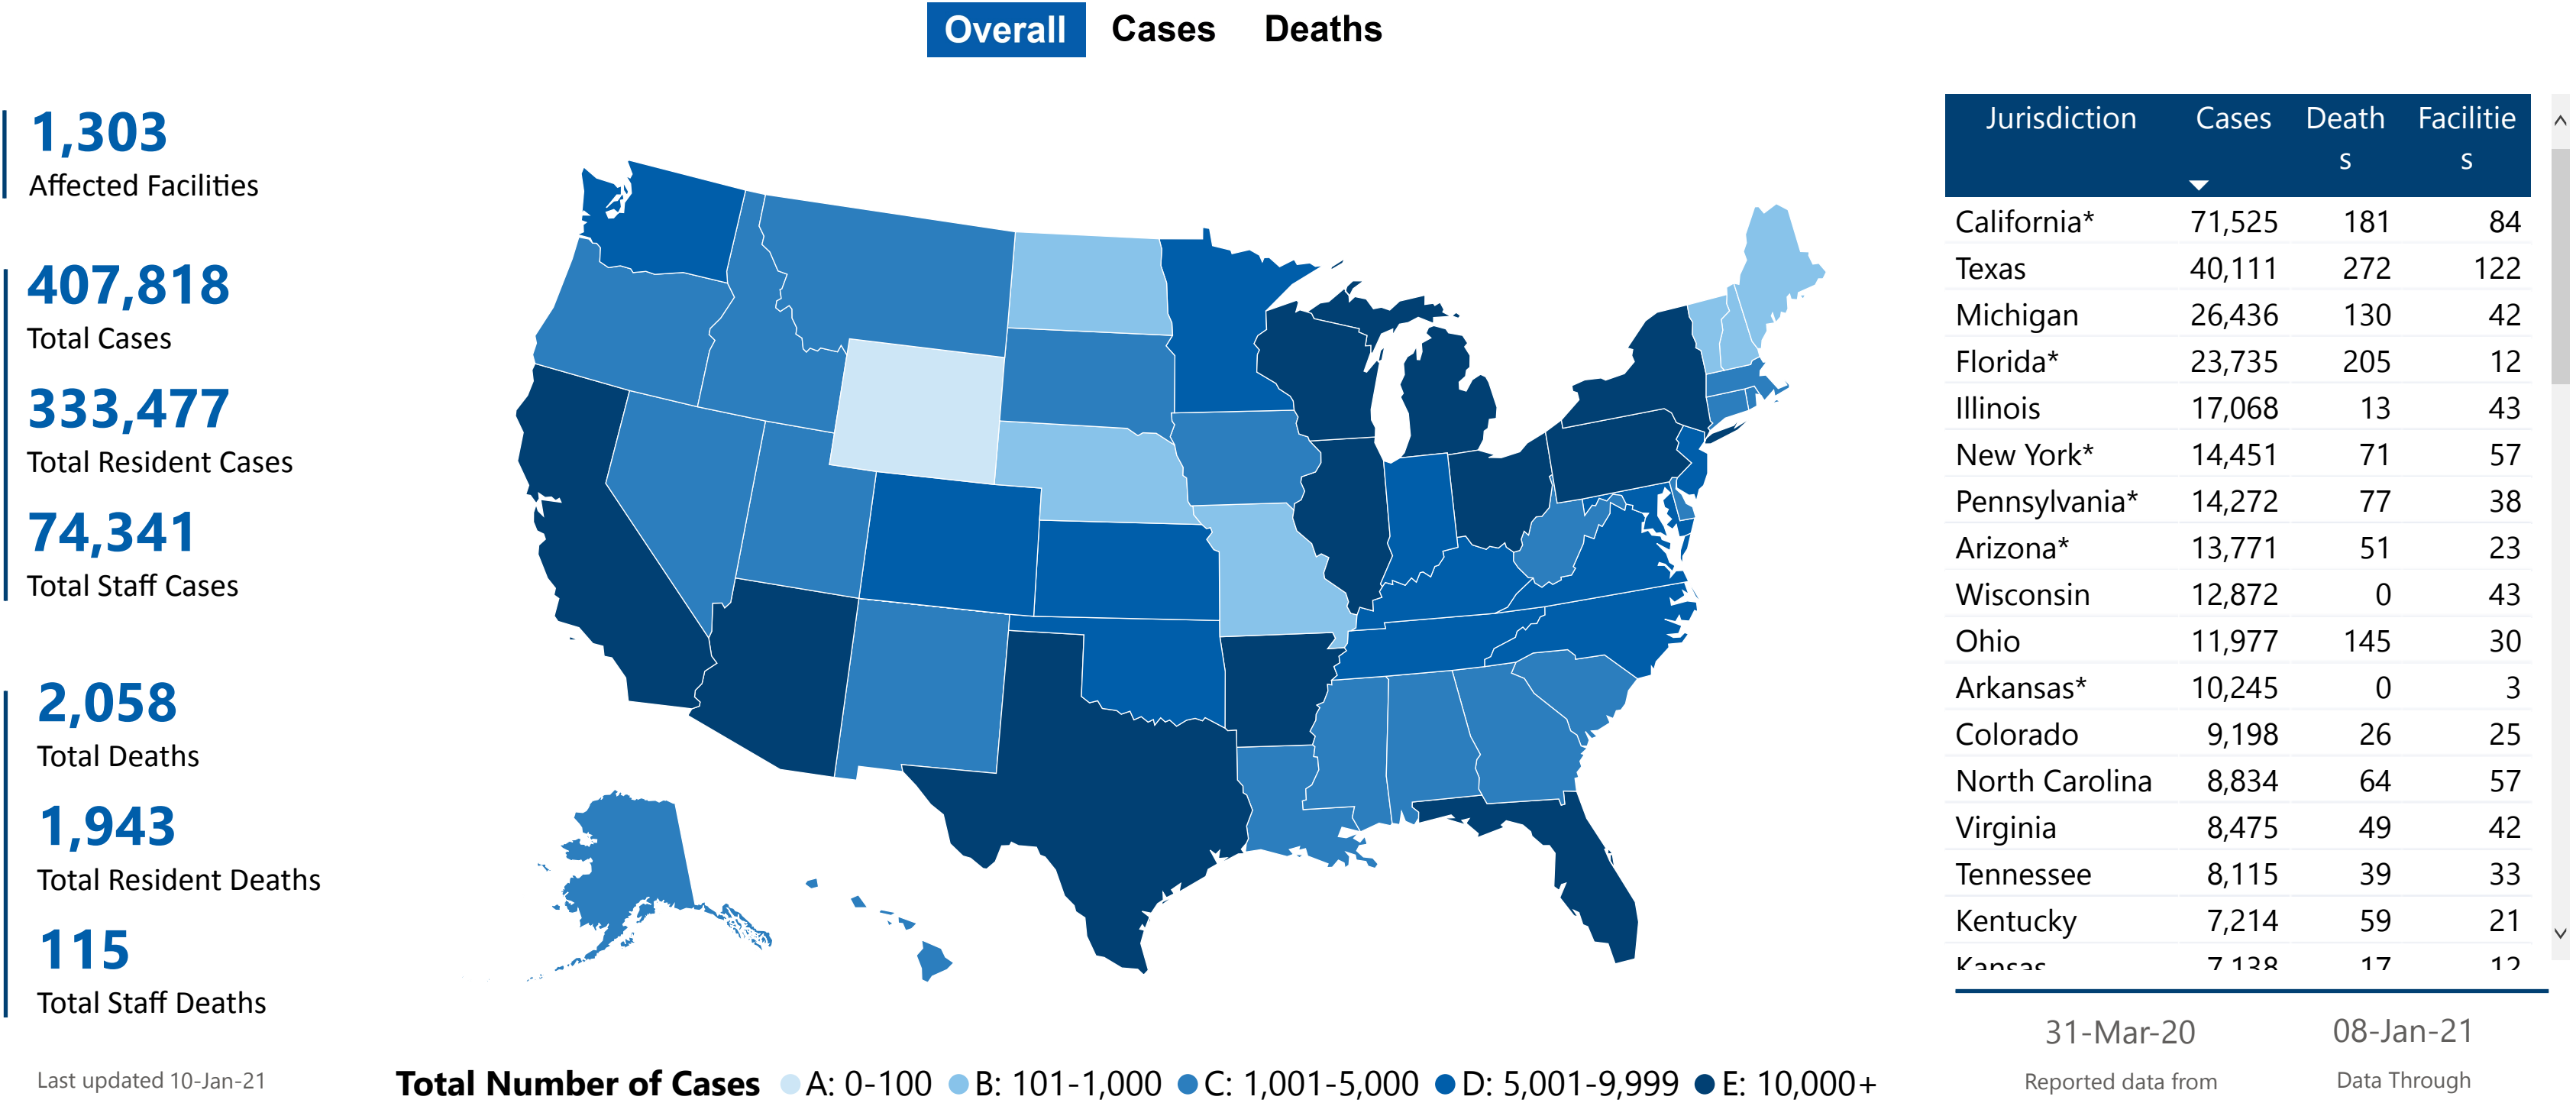 Overall Cases Deaths
1,303
Affected Facilities
407,818
Total Cases
333,477
Total Resident Cases
74,341
Total Staff Cases
2,058
Total Deaths
1,943
Total Resident Deaths
115
Total Staff Deaths
Last updated 10-Jan-21
Total Number of Cases A: 0-100 B: 101-1,000 C: 1,001-5,000 D: 5,001-9,999 E: 10,000+
Jurisdiction Cases Death Facilitie
s s
California* 71,525 181 84
Texas 40,111 272 122
Michigan 26,436 130 42
Florida* 23,735 205 12
Illinois 17,068 13 43
New York* 14,451 71 57
Pennsylvania* 14,272 77 38
Arizona* 13,771 51 23
Wisconsin 12,872 0 43
Ohio 11,977 145 30
Arkansas* 10,245 0 3
Colorado 9,198 26 25
North Carolina 8,834 64 57
Virginia 8,475 49 42
Tennessee 8,115 39 33
Kentucky 7,214 59 21
Kansas 7,138 17 12
31-Mar-20 08-Jan-21
Reported data from Data Through